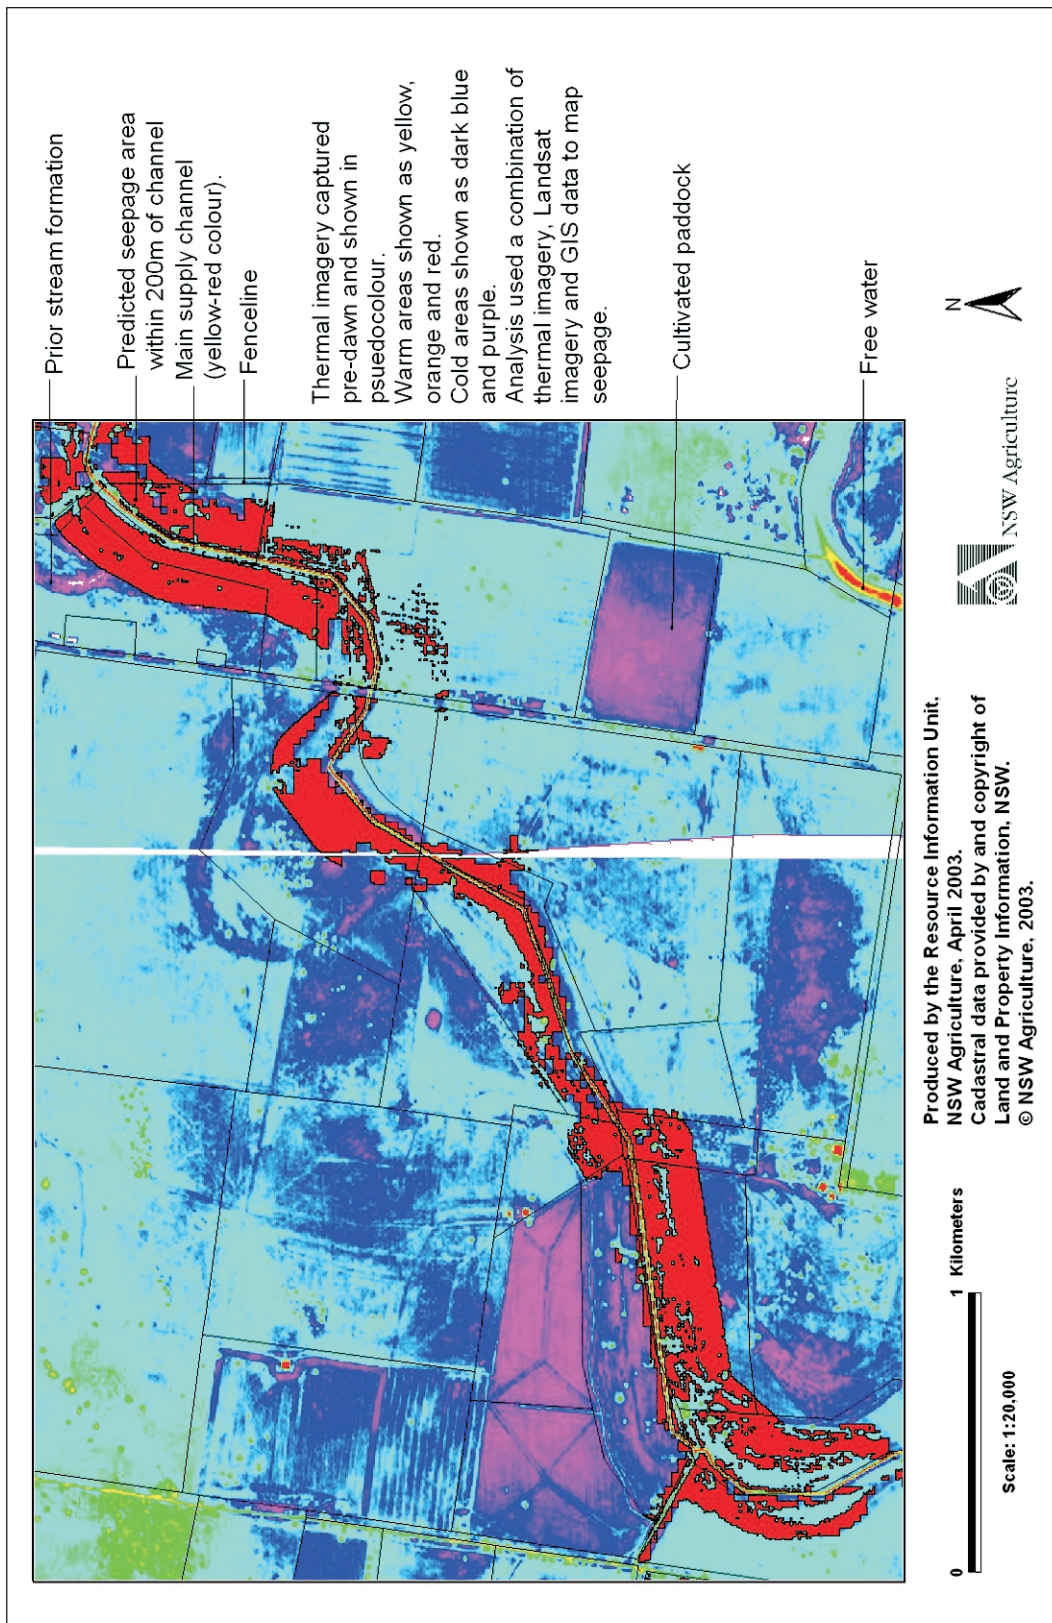 Prior stream formation
Predicted seepage area
within 200m of channel
Main supply channel
(yellow-red colour).
Fenceline
Thermal imagery captured
pre-dawn and shown in
psuedocolour.
Warm areas shown as yellow,
orange and red.
Cold areas shown as dark blue
and purple.
Analysis used a combination of
thermal imagery, Landsat
imagery and GIS data to map
seepage.
Cultivated paddock
Free water
N
NSW Agriculture
Produced by the Resource Information Unit,
NSW Agriculture, April 2003.
Cadastral data provided by and copyright of
Land and Property Information, NSW.
© NSW Agriculture, 2003.
0 1 Kilometers
Scale: 1:20,000